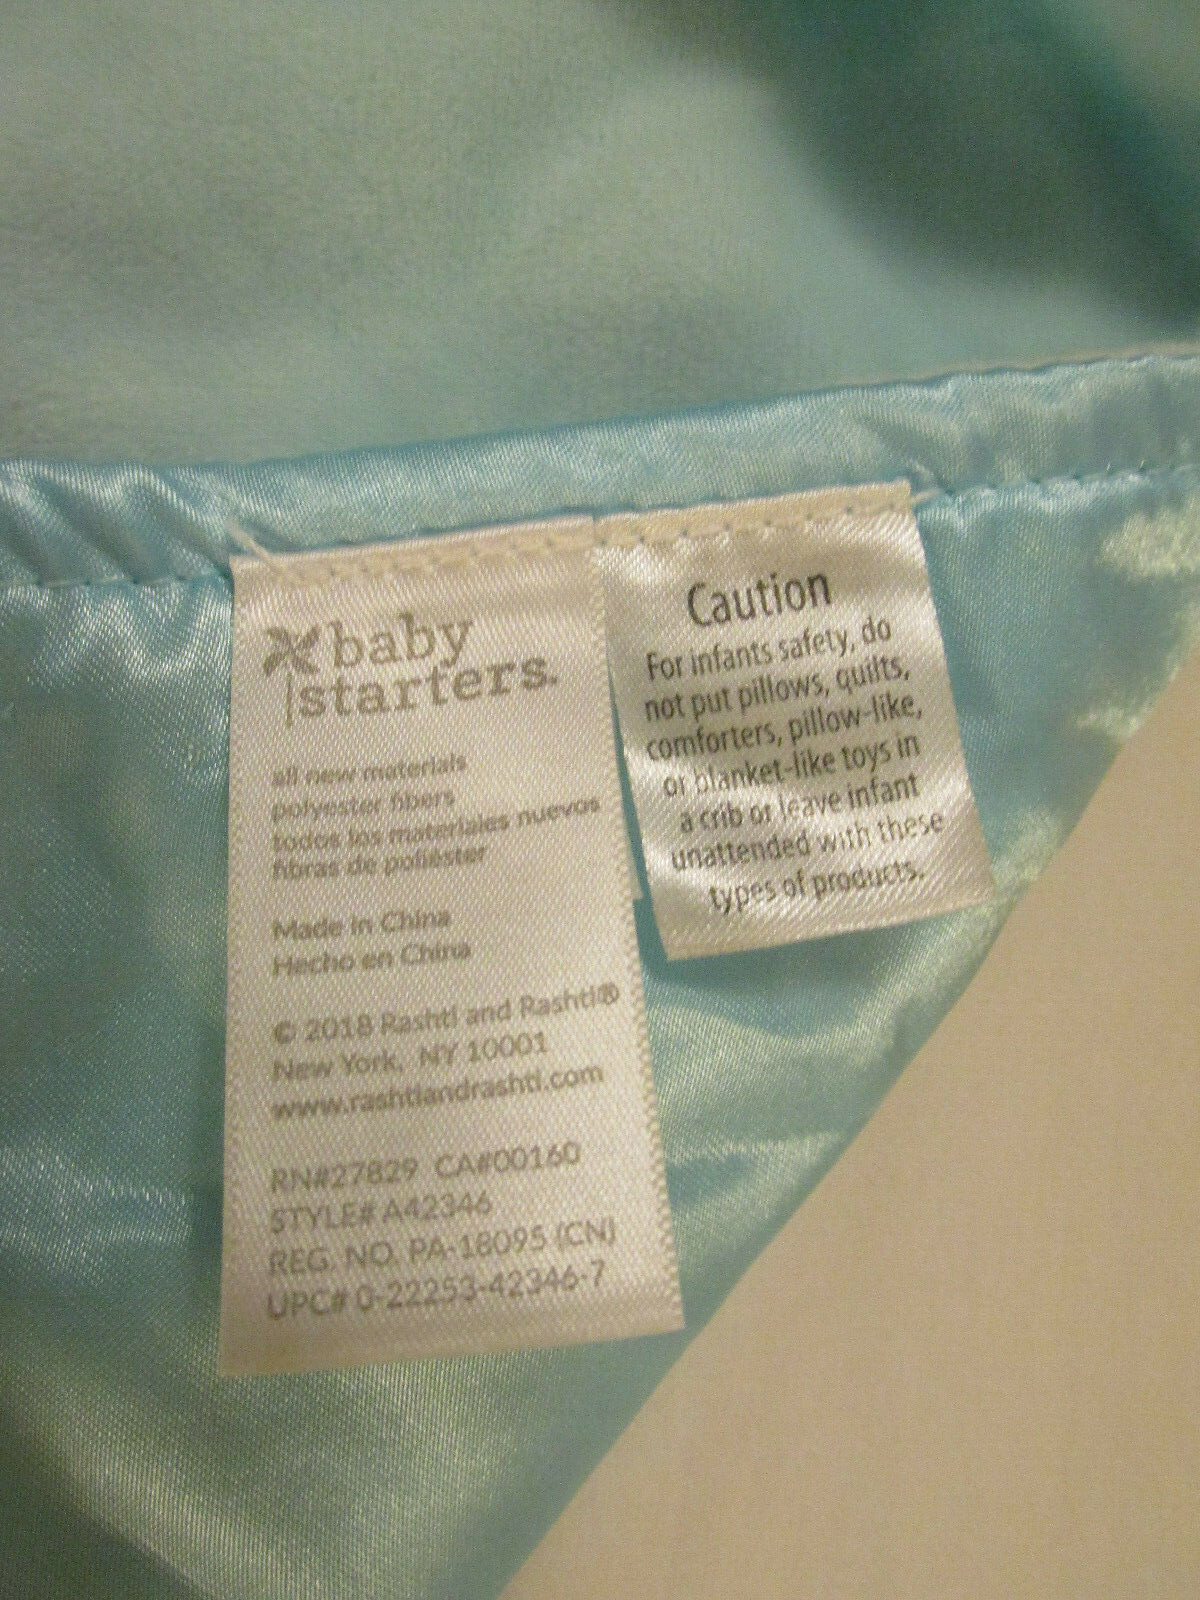 baby
starters.
all new materials
polyester fibers
todos los materiales nuevos
fibras de poliéster
Made in China
Hecho en China
© 2018 Rashti and Rashti®
New York, NY 10001
www.rashtiandrashti.com
RN#27829 CA#00160
STYLE# A42346
REG. NO. PA-18095 (CN)
UPC# 0-22253-42346-7
Caution
For infants safety, do
not put pillows, quilts,
comforters, pillow-like,
or blanket-like toys in
a crib or leave infant
unattended with these
types of products.